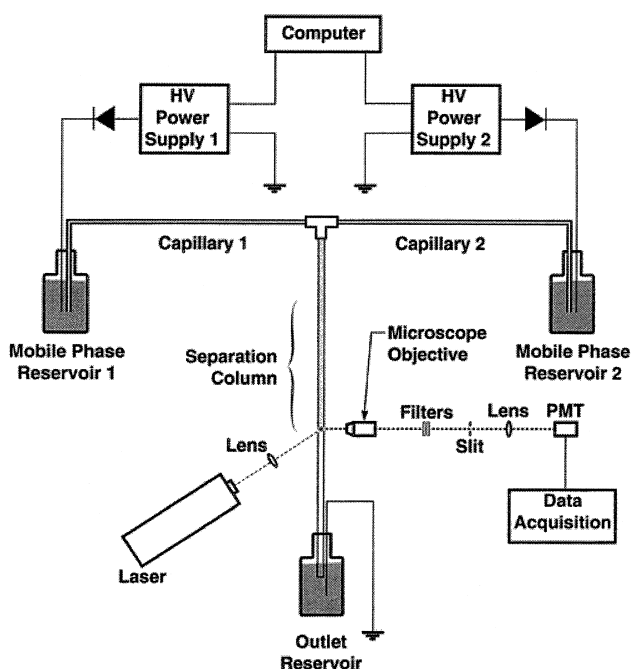 Computer
HV
Power
Supply 1
HV
Power
Supply 2
Capillary 1
Capillary 2
Mobile Phase
Reservoir 1
Mobile Phase
Reservoir 2
Separation
Column
Microscope
Objective
Filters
Lens
PMT
Slit
Lens
Data
Acquisition
Laser
Outlet
Reservoir